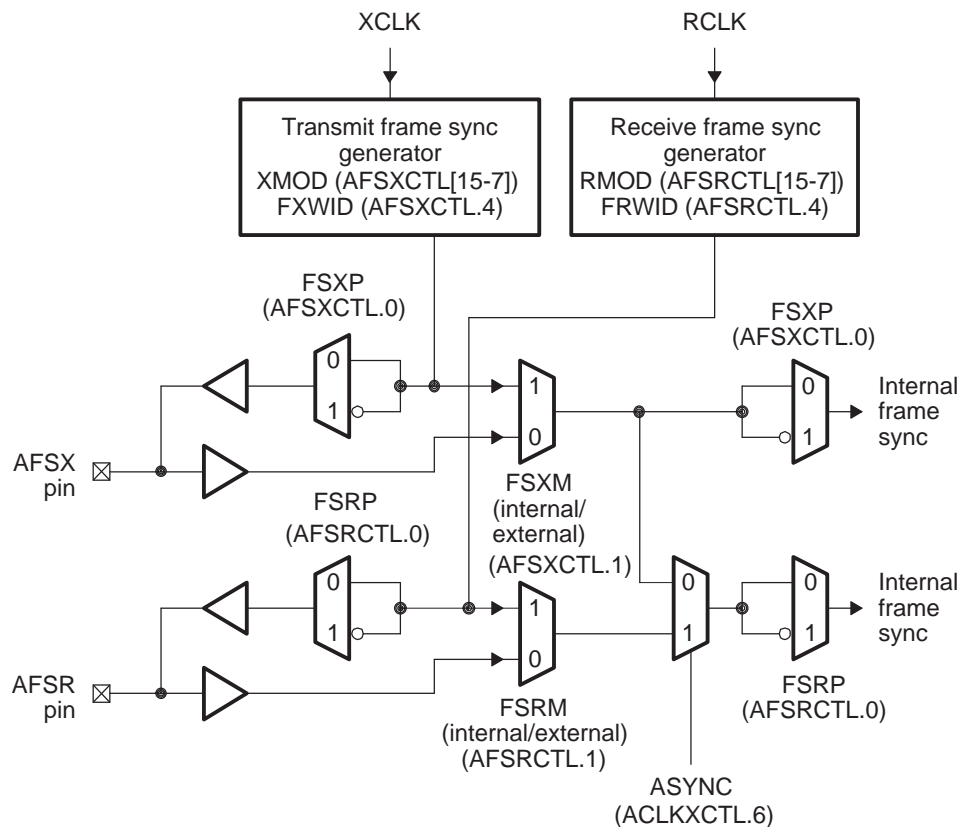 XCLK
RCLK
Transmit frame sync
generator
XMOD (AFSXCTL[15-7])
FXWID (AFSXCTL.4)
Receive frame sync
generator
RMOD (AFSRCTL[15-7])
FRWID (AFSRCTL.4)
FSXP
(AFSXCTL.0)
FSXP
(AFSXCTL.0)
0
1
1
0
0
1
Internal
frame
sync
AFSX
pin
FSXM
(internal/
external)
(AFSXCTL.1)
FSRP
(AFSRCTL.0)
0
1
1
0
0
1
0
1
Internal
frame
sync
AFSR
pin
FSRM
(internal/external)
(AFSRCTL.1)
FSRP
(AFSRCTL.0)
ASYNC
(ACLKXCTL.6)